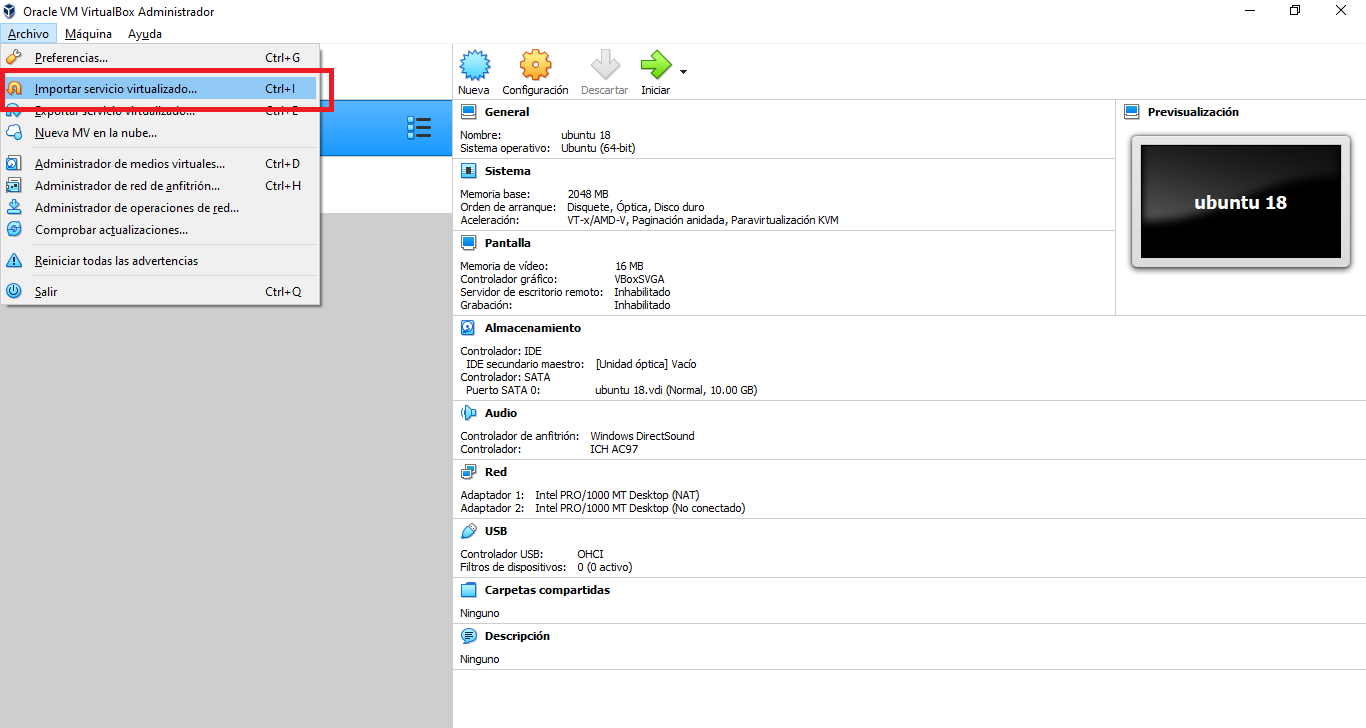 Oracle VM VirtualBox Administrador
Archivo Máquina Ayuda
Preferencias... Ctrl+G
Importar servicio virtualizado... Ctrl+I
Exportar servicio virtualizado... Ctrl+E
Nueva MV en la nube...
Administrador de medios virtuales... Ctrl+D
Administrador de red de anfitrión... Ctrl+H
Administrador de operaciones de red...
Comprobar actualizaciones...
Reiniciar todas las advertencias
Salir Ctrl+Q
Nueva Configuración Descartar Iniciar
General
Nombre: ubuntu 18
Sistema operativo: Ubuntu (64-bit)
Sistema
Memoria base: 2048 MB
Orden de arranque: Disquete, Óptica, Disco duro
Aceleración: VT-x/AMD-V, Paginación anidada, Paravirtualización KVM
Pantalla
Memoria de vídeo: 16 MB
Controlador gráfico: VBoxSVGA
Servidor de escritorio remoto: Inhabilitado
Grabación: Inhabilitado
Previsualización
ubuntu 18
Almacenamiento
Controlador: IDE
IDE secundario maestro: [Unidad óptica] Vacío
Controlador: SATA
Puerto SATA 0: ubuntu 18.vdi (Normal, 10.00 GB)
Audio
Controlador de anfitrión: Windows DirectSound
Controlador: ICH AC97
Red
Adaptador 1: Intel PRO/1000 MT Desktop (NAT)
Adaptador 2: Intel PRO/1000 MT Desktop (No conectado)
USB
Controlador USB: OHCI
Filtros de dispositivos: 0 (0 activo)
Carpetas compartidas
Ninguno
Descripción
Ninguno